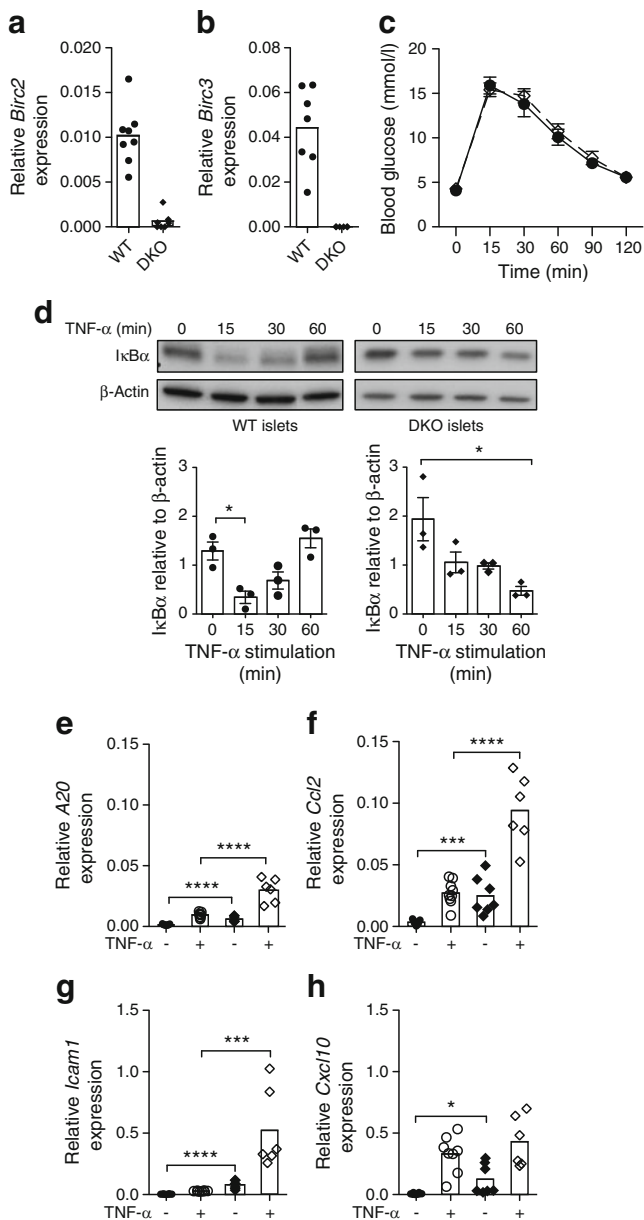 a
Relative Birc2
expression
0.020
0.015
0.010
0.005
0.000
WT
DKO
b
Relative Birc3
expression
0.08
0.06
0.04
0.02
0.00
WT
DKO
c
Blood glucose (mmol/l)
20
15
10
5
0
0 15 30 60 90 120
Time (min)
d
TNF-α (min) 0 15 30 60 0 15 30 60
IκBα
β-Actin
WT islets DKO islets
IκBα relative to β-actin
3
2
1
0
*
0 15 30 60
TNF-α stimulation
(min)
IκBα relative to β-actin
3
2
1
0
*
0 15 30 60
TNF-α stimulation
(min)
e
Relative A20
expression
0.15
0.10
0.05
0.00
****
****
TNF-α - + - +
f
Relative Ccl2
expression
0.15
0.10
0.05
0.00
****
***
TNF-α - + - +
g
Relative Icam1
expression
1.5
1.0
0.5
0.0
***
****
TNF-α - + - +
h
Relative Cxcl10
expression
1.5
1.0
0.5
0.0
*
TNF-α - + - +